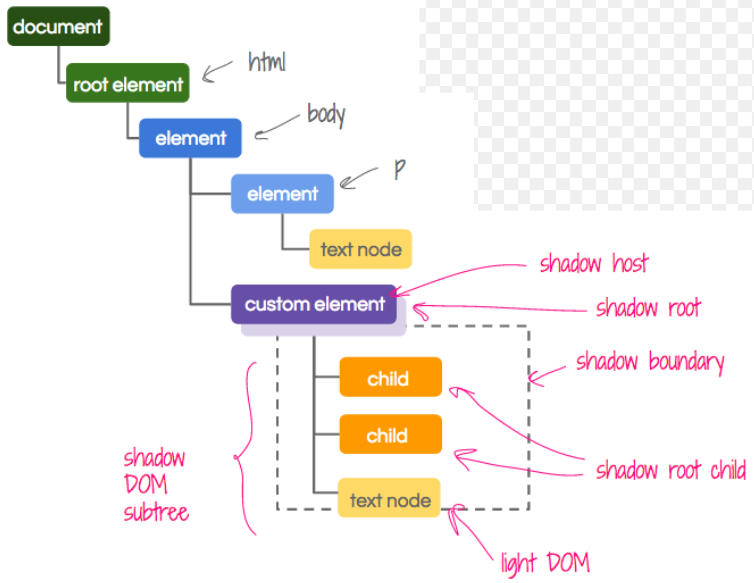 document
html
root element
body
element
p
element
text node
shadow host
custom element
shadow root
shadow boundary
child
child
shadow
DOM
subtree
shadow root child
text node
light DOM